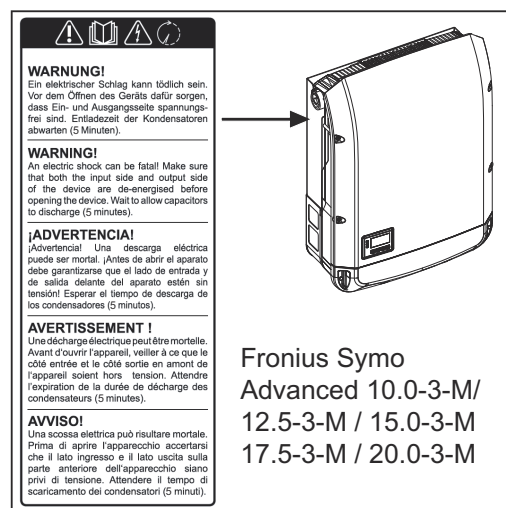 WARNUNG!
Ein elektrischer Schlag kann tödlich sein.
Vor dem Öffnen des Geräts dafür sorgen,
dass Ein- und Ausgangsseite spannungs-
frei sind. Entladezeit der Kondensatoren
abwarten (5 Minuten).
WARNING!
An electric shock can be fatal! Make sure
that both the input side and output side
of the device are de-energised before
opening the device. Wait to allow capacitors
to discharge (5 minutes).
¡ADVERTENCIA!
¡Advertencia! Una descarga eléctrica
puede ser mortal. ¡Antes de abrir el aparato
debe garantizarse que el lado de entrada y
de salida delante del aparato estén sin
tensión! Esperar el tiempo de descarga de
los condensadores (5 minutos).
AVERTISSEMENT !
Une décharge électrique peut être mortelle.
Avant d'ouvrir l'appareil, veiller à ce que le
côté entrée et le côté sortie en amont de
l'appareil soient hors tension. Attendre
l'expiration de la durée de décharge des
condensateurs (5 minutes).
AVVISO!
Una scossa elettrica può risultare mortale.
Prima di aprire l'apparecchio accertarsi
che il lato ingresso e il lato uscita sulla
parte anteriore dell'apparecchio siano
privi di tensione. Attendere il tempo di
scaricamento dei condensatori (5 minuti).
Fronius Symo
Advanced 10.0-3-M/
12.5-3-M / 15.0-3-M
17.5-3-M / 20.0-3-M